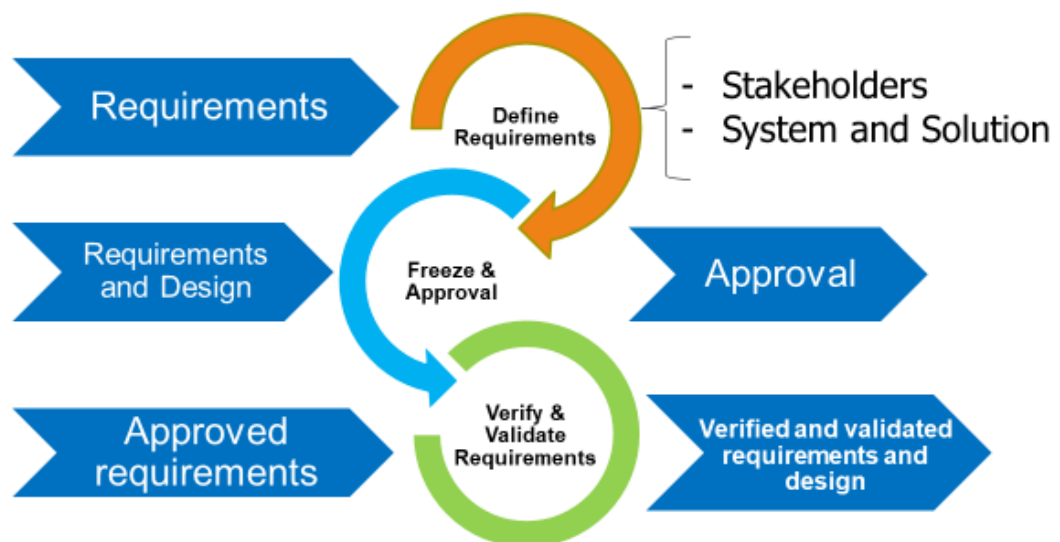 Requirements
Define
Requirements
- Stakeholders
- System and Solution
Requirements
and Design
Freeze &
Approval
Approval
Approved
requirements
Verify &
Validate
Requirements
Verified and validated
requirements and
design